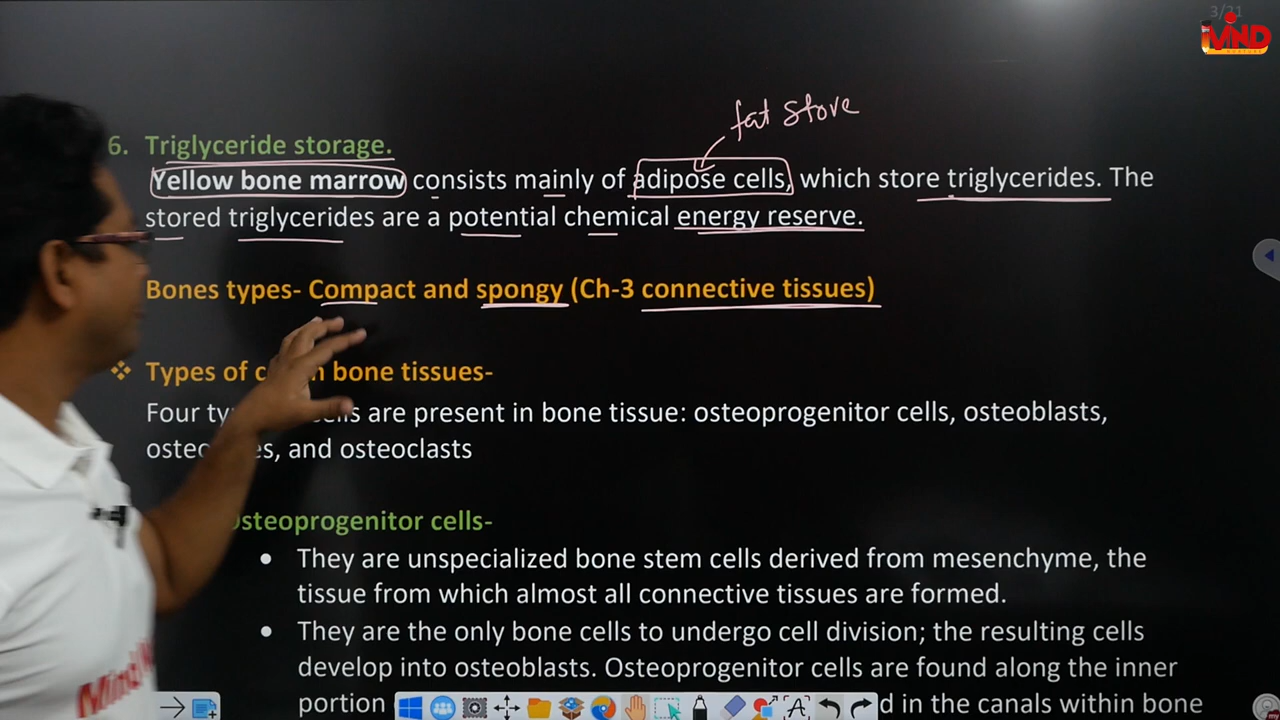 3/21
MIND
fat store
6. Triglyceride storage.
Yellow bone marrow consists mainly of adipose cells, which store triglycerides. The
stored triglycerides are a potential chemical energy reserve.
Bones types- Compact and spongy (Ch-3 connective tissues)
❖ Types of bone tissues-
Four are present in bone tissue: osteoprogenitor cells, osteoblasts,
and osteoclasts
steoprogenitor cells-
• They are unspecialized bone stem cells derived from mesenchyme, the
tissue from which almost all connective tissues are formed.
• They are the only bone cells to undergo cell division; the resulting cells
develop into osteoblasts. Osteoprogenitor cells are found along the inner
portion d in the canals within bone